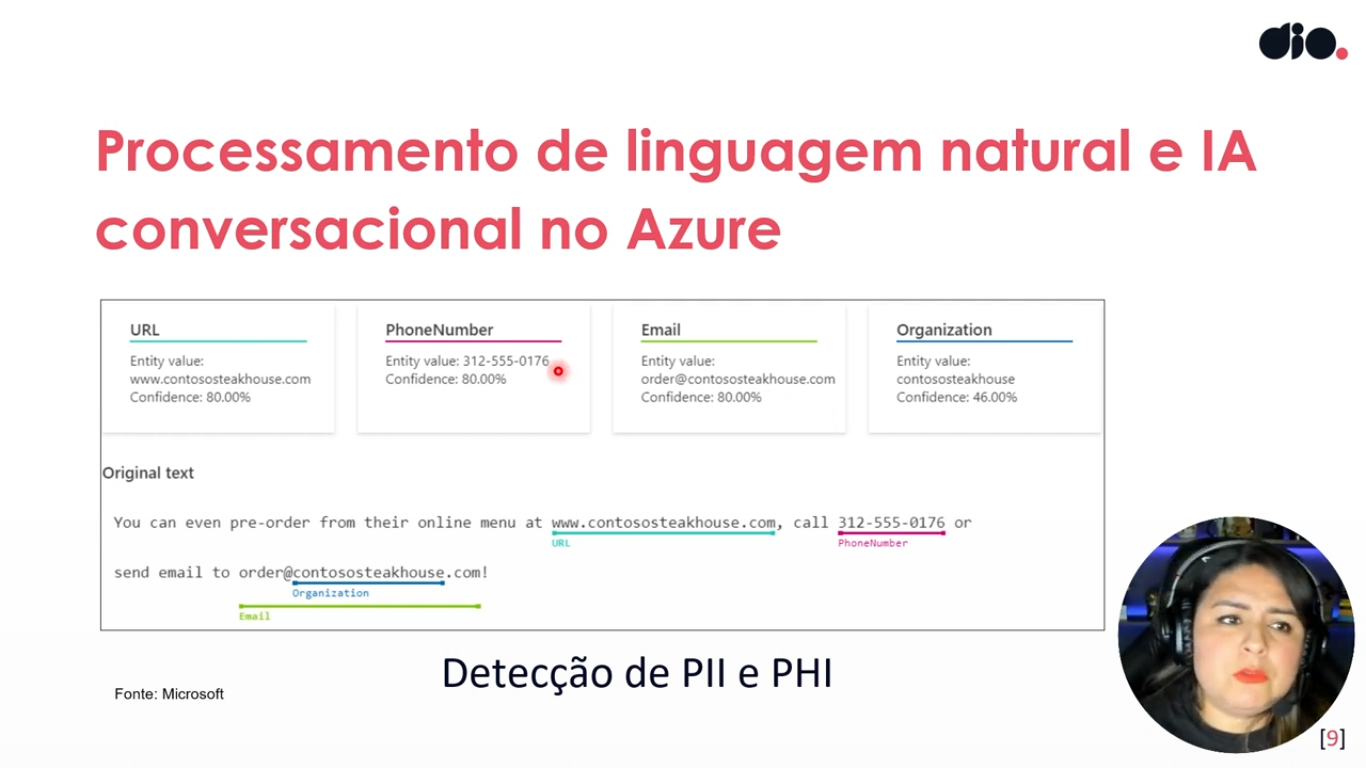 dio.
Processamento de linguagem natural e IA
conversacional no Azure
URL
Entity value:
www.contososteakhouse.com
Confidence: 80.00%
PhoneNumber
Entity value: 312-555-0176
Confidence: 80.00%
Email
Entity value:
order@contososteakhouse.com
Confidence: 80.00%
Organization
Entity value:
contososteakhouse
Confidence: 46.00%
Original text
You can even pre-order from their online menu at www.contososteakhouse.com, call 312-555-0176 or
URL PhoneNumber
send email to order@contososteakhouse.com!
Organization
Email
Detecção de PII e PHI
Fonte: Microsoft
[9]